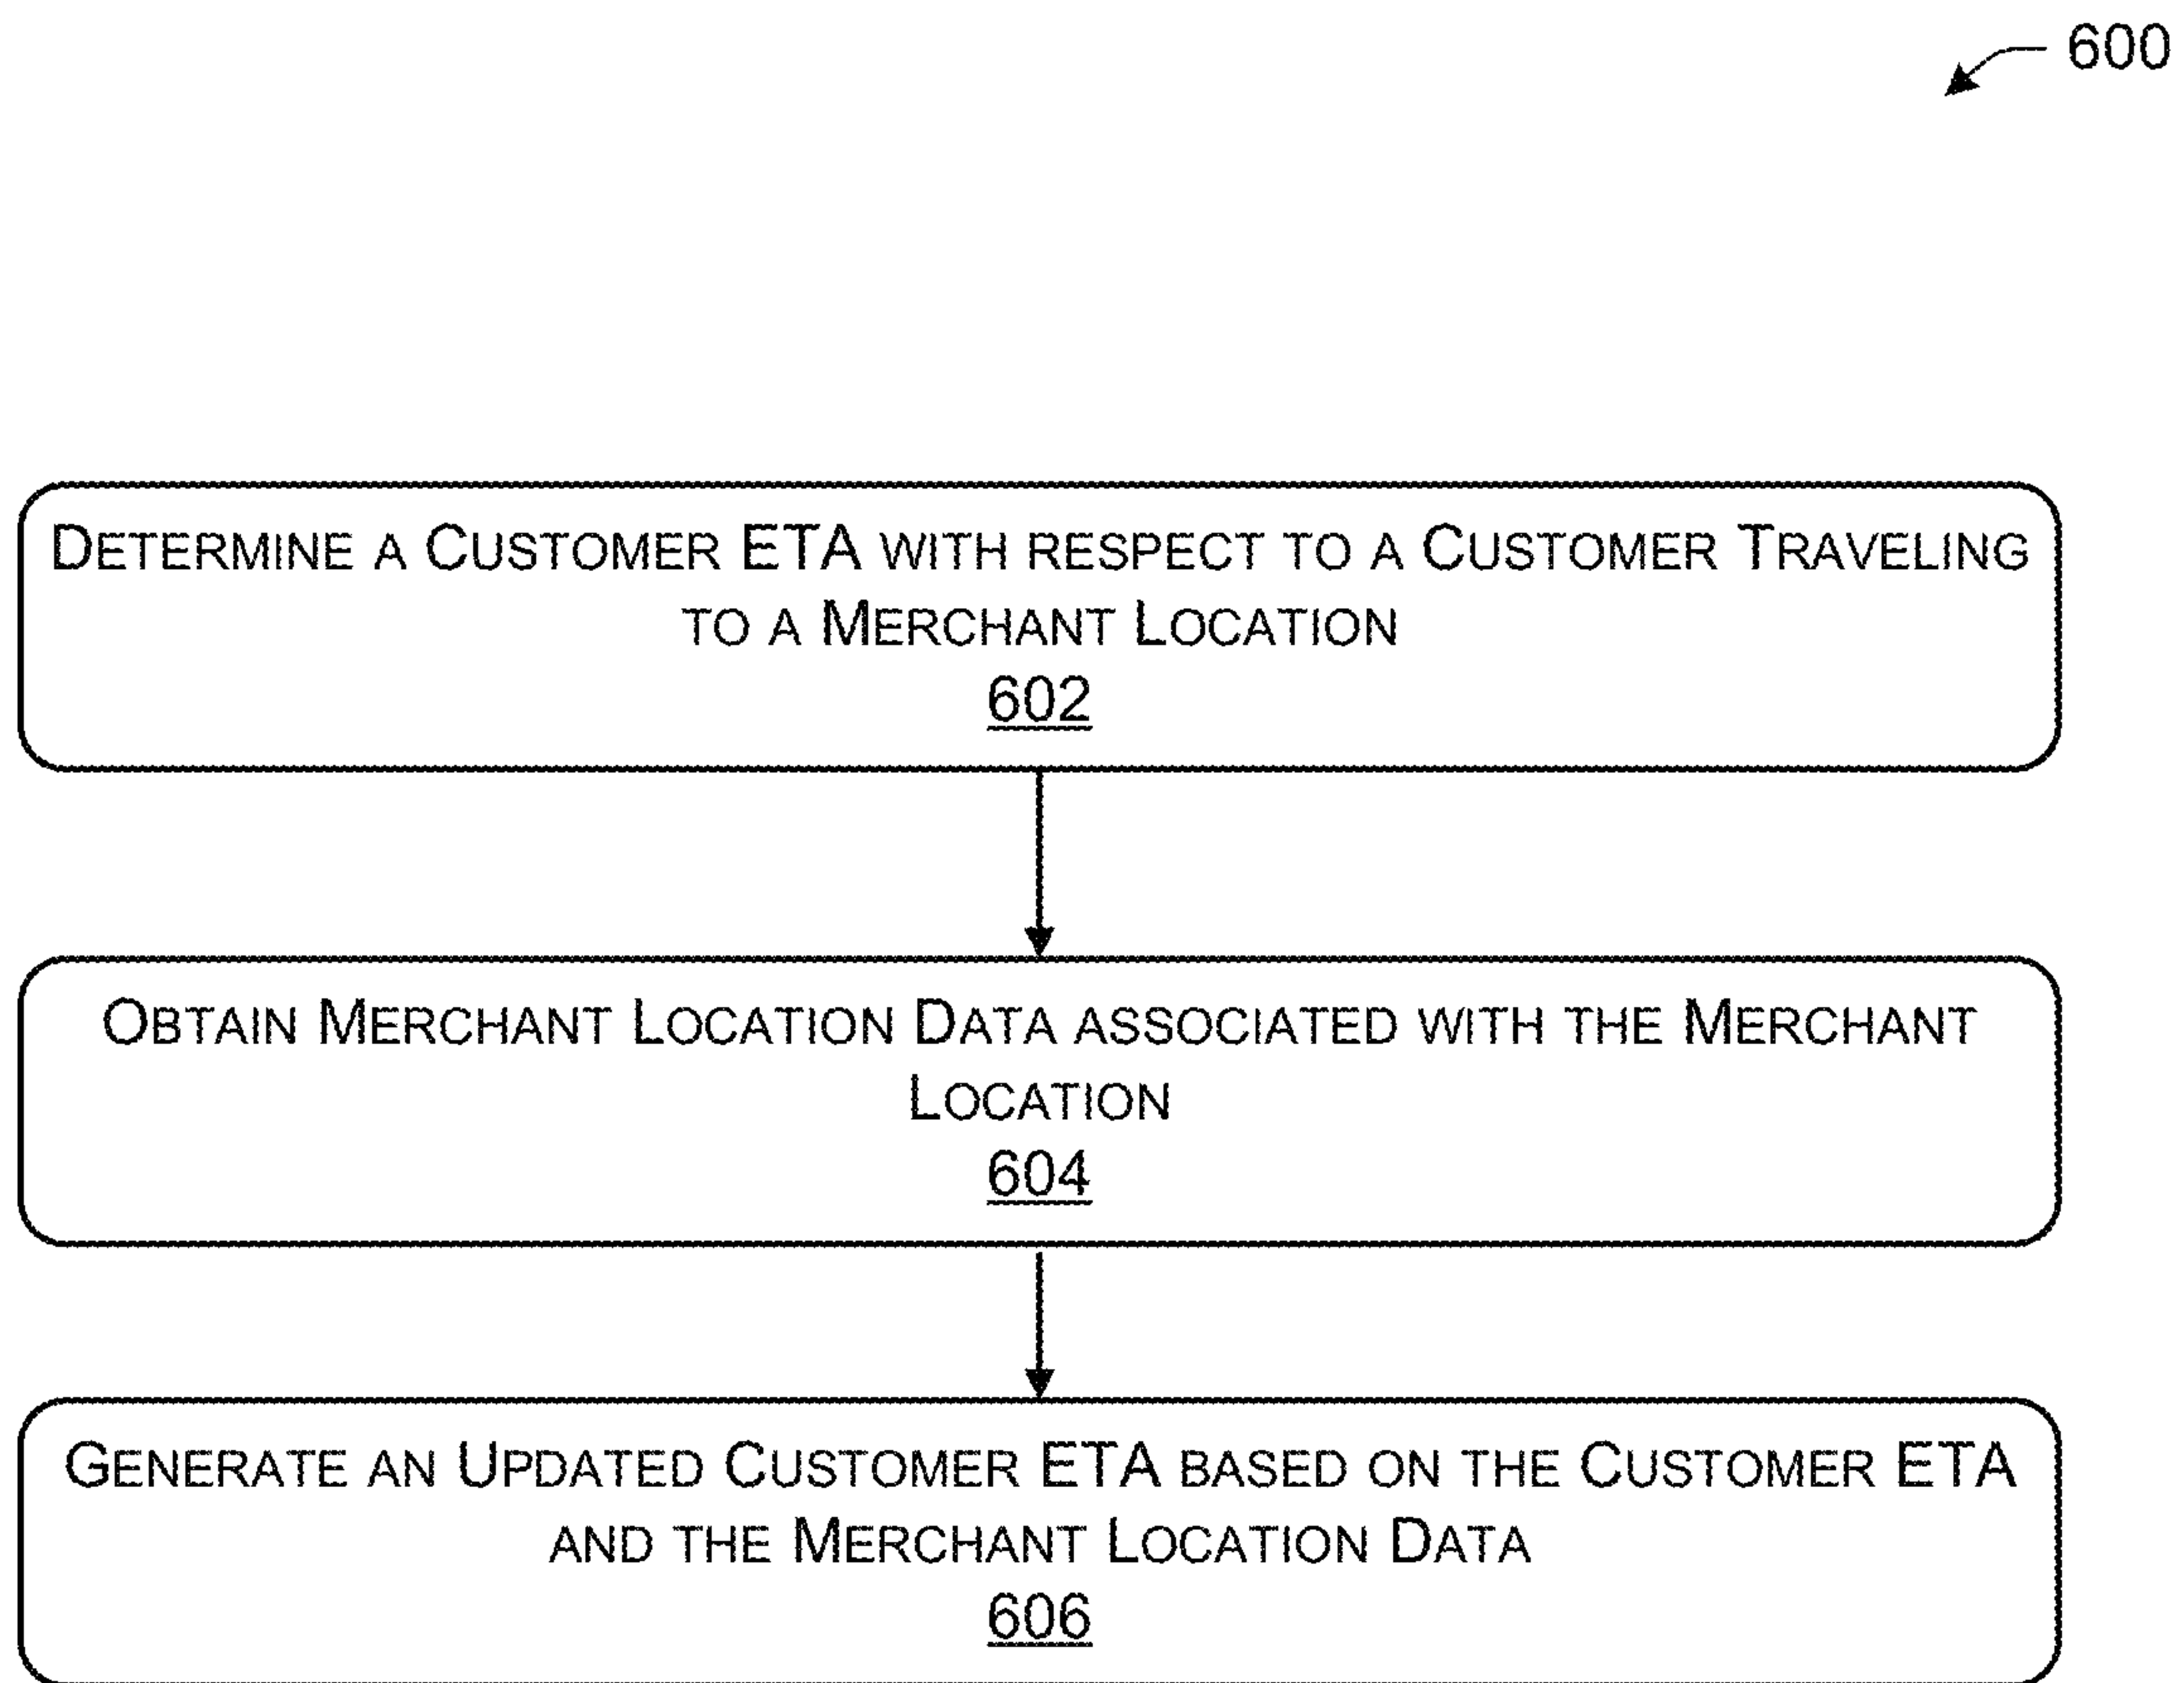 600
DETERMINE A CUSTOMER ETA WITH RESPECT TO A CUSTOMER TRAVELING
TO A MERCHANT LOCATION
602
OBTAIN MERCHANT LOCATION DATA ASSOCIATED WITH THE MERCHANT
LOCATION
604
GENERATE AN UPDATED CUSTOMER ETA BASED ON THE CUSTOMER ETA
AND THE MERCHANT LOCATION DATA
606